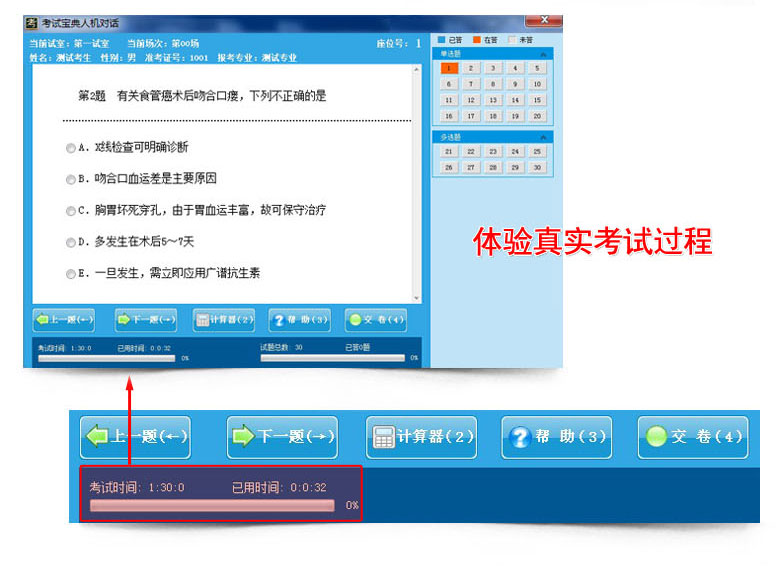 考试宝典人机对话
当前试室：第一试室 当前场次：第00场 座位号： 1
姓名：测试考生 性别：男 准考证号：1001 报考专业：测试专业
已答 在答 未答
单选题
1 2 3 4 5
6 7 8 9 10
11 12 13 14 15
16 17 18 19 20
多选题
21 22 23 24 25
26 27 28 29 30
第2题 有关食管癌术后吻合口瘘，下列不正确的是
A．X线检查可明确诊断
B．吻合口血运差是主要原因
C．胸胃坏死穿孔，由于胃血运丰富，故可保守治疗
D．多发生在术后5～7天
E．一旦发生，需立即应用广谱抗生素
体验真实考试过程
上一题(←) 下一题(→) 计算器(2) 帮 助(3) 交 卷(4)
考试时间：1:30:0 已用时间：0:0:32 试题总数：30 已答0题
0% 0%
上一题(←) 下一题(→) 计算器(2) 帮 助(3) 交 卷(4)
考试时间：1:30:0 已用时间：0:0:32
0%